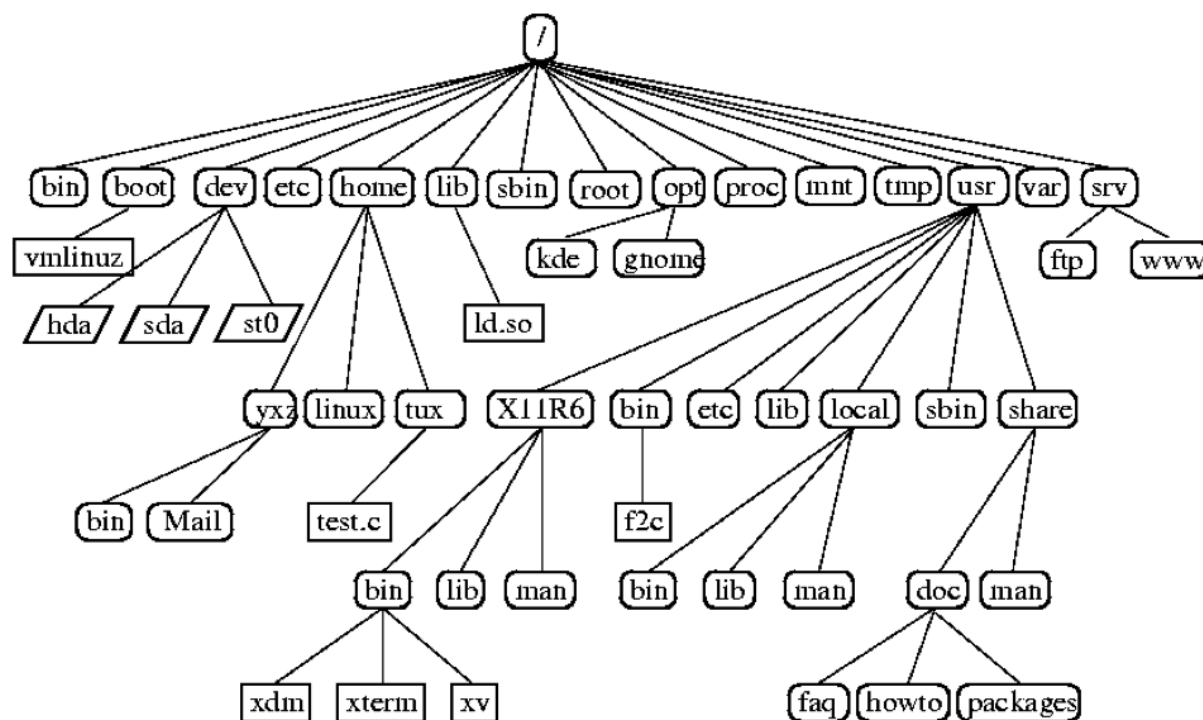 /
bin boot dev etc home lib sbin root opt proc mnt tmp usr var srv
vmlinuz kde gnome ftp www
hda sda st0 ld.so
yxz linux tux X11R6 bin etc lib local sbin share
bin Mail test.c f2c
bin lib man bin lib man doc man
xdm xterm xv faq howto packages